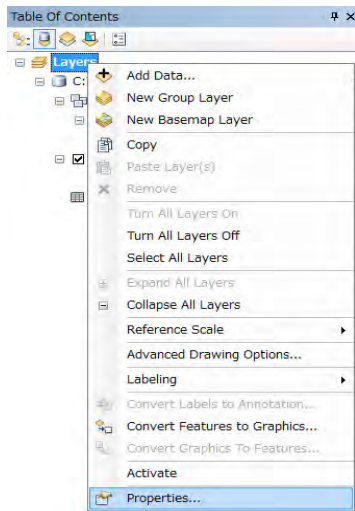 Table Of Contents
Layers
C:
Add Data...
New Group Layer
New Basemap Layer
Copy
Paste Layer(s)
Remove
Turn All Layers On
Turn All Layers Off
Select All Layers
Expand All Layers
Collapse All Layers
Reference Scale
Advanced Drawing Options...
Labeling
Convert Labels to Annotation...
Convert Features to Graphics...
Convert Graphics To Features...
Activate
Properties...